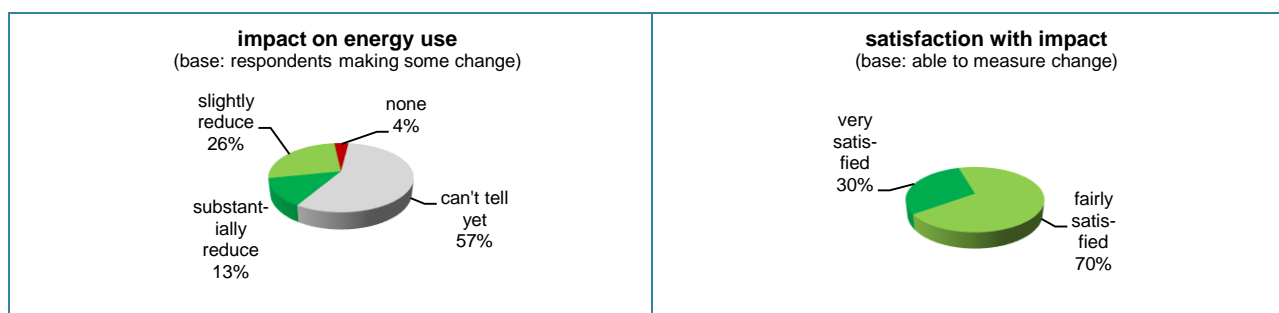 impact on energy use
(base: respondents making some change)
slightly
reduce
26%
none
4%
can't tell
yet
57%
substant-
ially
reduce
13%
satisfaction with impact
(base: able to measure change)
very
satis-
fied
30%
fairly
satis-
fied
70%